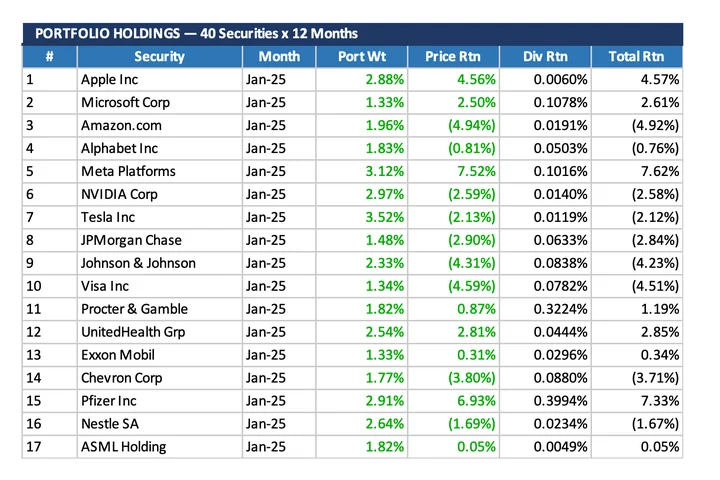 PORTFOLIO HOLDINGS — 40 Securities x 12 Months
# Security Month Port Wt Price Rtn Div Rtn Total Rtn
1 Apple Inc Jan-25 2.88% 4.56% 0.0060% 4.57%
2 Microsoft Corp Jan-25 1.33% 2.50% 0.1078% 2.61%
3 Amazon.com Jan-25 1.96% (4.94%) 0.0191% (4.92%)
4 Alphabet Inc Jan-25 1.83% (0.81%) 0.0503% (0.76%)
5 Meta Platforms Jan-25 3.12% 7.52% 0.1016% 7.62%
6 NVIDIA Corp Jan-25 2.97% (2.59%) 0.0140% (2.58%)
7 Tesla Inc Jan-25 3.52% (2.13%) 0.0119% (2.12%)
8 JPMorgan Chase Jan-25 1.48% (2.90%) 0.0633% (2.84%)
9 Johnson & Johnson Jan-25 2.33% (4.31%) 0.0838% (4.23%)
10 Visa Inc Jan-25 1.34% (4.59%) 0.0782% (4.51%)
11 Procter & Gamble Jan-25 1.82% 0.87% 0.3224% 1.19%
12 UnitedHealth Grp Jan-25 2.54% 2.81% 0.0444% 2.85%
13 Exxon Mobil Jan-25 1.33% 0.31% 0.0296% 0.34%
14 Chevron Corp Jan-25 1.77% (3.80%) 0.0880% (3.71%)
15 Pfizer Inc Jan-25 2.91% 6.93% 0.3994% 7.33%
16 Nestle SA Jan-25 2.64% (1.69%) 0.0234% (1.67%)
17 ASML Holding Jan-25 1.82% 0.05% 0.0049% 0.05%